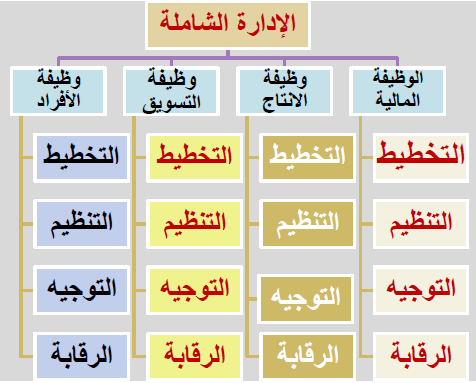 الإدارة الشاملة
الوظيفة
المالية
وظيفة
الانتاج
وظيفة
التسويق
وظيفة
الأفراد
التخطيط
التخطيط
التخطيط
التخطيط
التنظيم
التنظيم
التنظيم
التنظيم
التوجيه
التوجيه
التوجيه
التوجيه
الرقابة
الرقابة
الرقابة
الرقابة